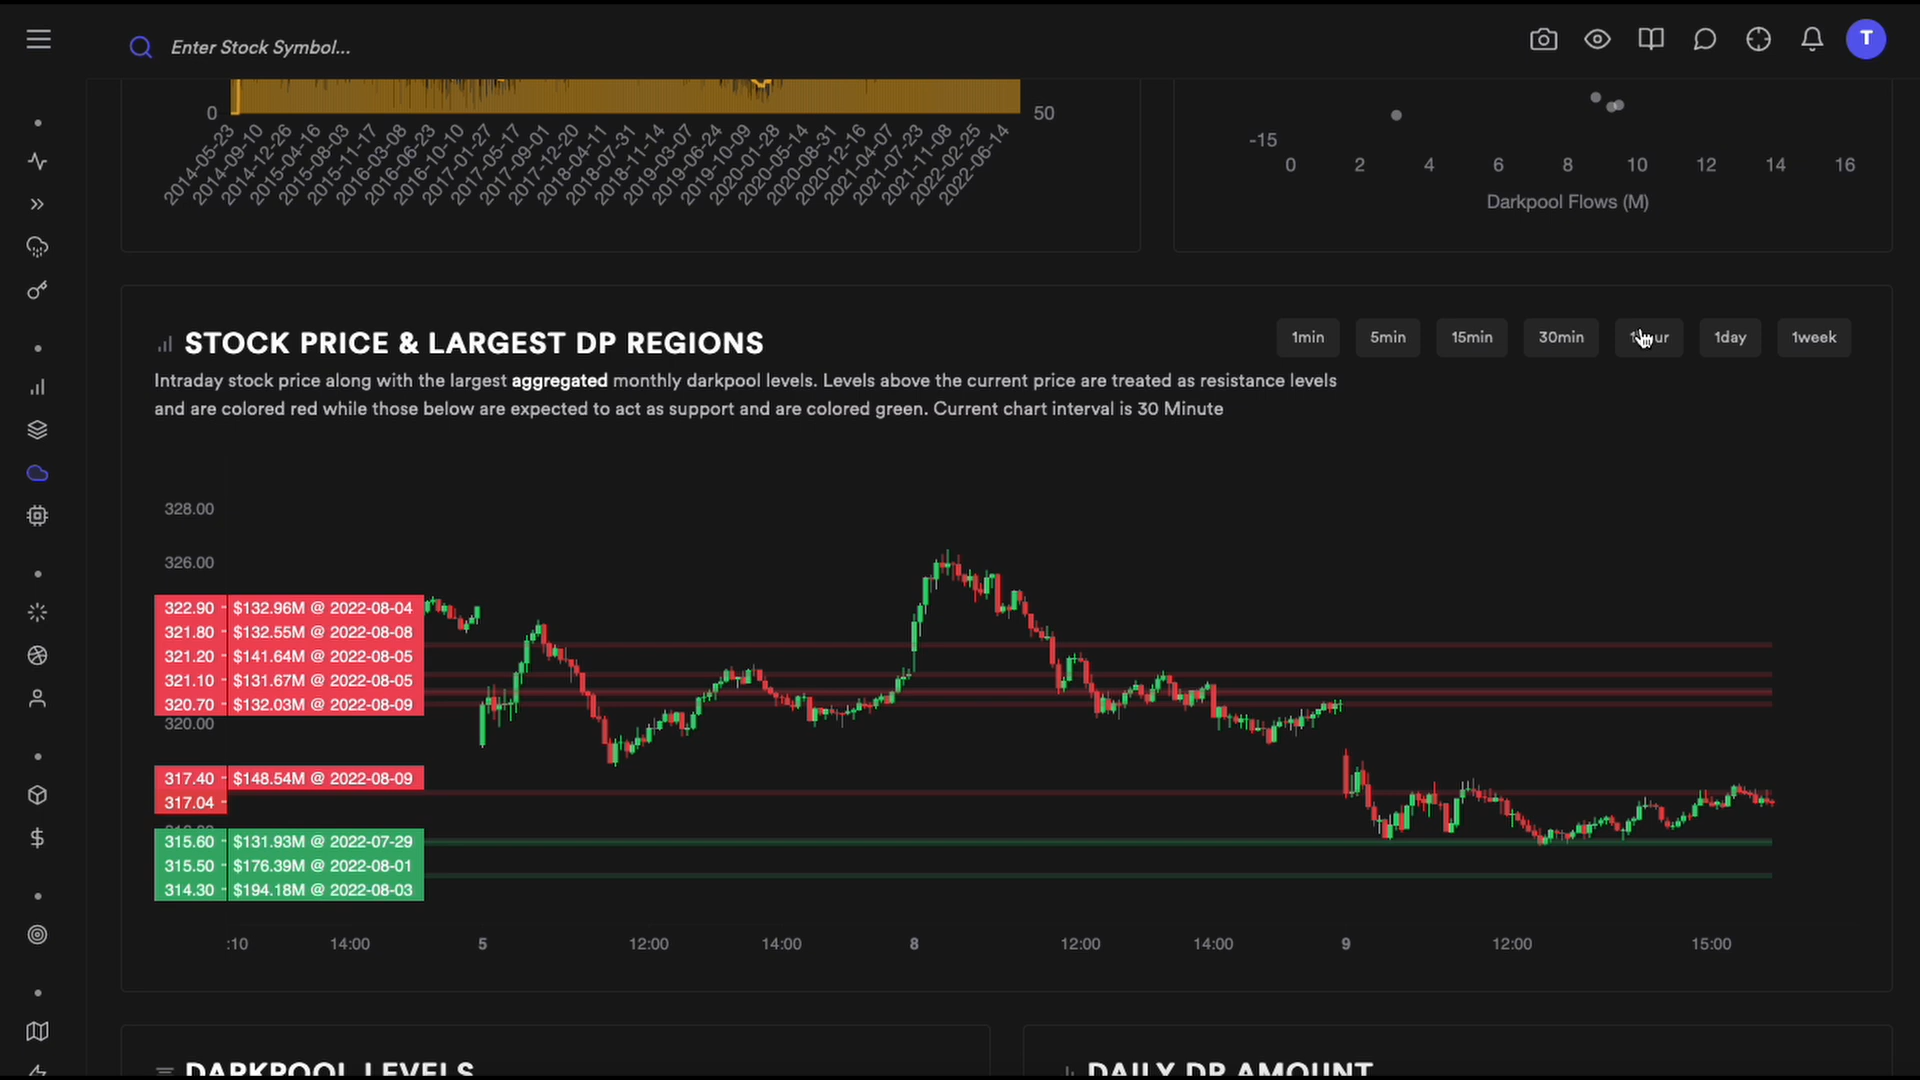 Enter Stock Symbol...
T
0
50
2014-05-23
2014-09-10
2014-12-26
2015-04-16
2015-08-03
2015-11-17
2016-03-08
2016-06-23
2016-10-10
2017-01-27
2017-05-17
2017-09-01
2017-12-20
2018-04-11
2018-07-31
2018-11-14
2019-03-07
2019-06-24
2019-10-09
2020-01-28
2020-05-14
2020-08-31
2020-12-16
2021-04-07
2021-07-23
2021-11-08
2022-02-25
2022-06-14
-15
0 2 4 6 8 10 12 14 16
Darkpool Flows (M)
STOCK PRICE & LARGEST DP REGIONS
1min 5min 15min 30min 1day 1week
Intraday stock price along with the largest aggregated monthly darkpool levels. Levels above the current price are treated as resistance levels
and are colored red while those below are expected to act as support and are colored green. Current chart interval is 30 Minute
328.00
326.00
322.90 $132.96M @ 2022-08-04
321.80 $132.55M @ 2022-08-08
321.20 $141.64M @ 2022-08-05
321.10 $131.67M @ 2022-08-05
320.70 $132.03M @ 2022-08-09
320.00
317.40 $148.54M @ 2022-08-09
317.04
315.60 $131.93M @ 2022-07-29
315.50 $176.39M @ 2022-08-01
314.30 $194.18M @ 2022-08-03
:10 14:00 5 12:00 14:00 8 12:00 14:00 9 12:00 15:00
DARKPOOL LEVELS
DAILY DP AMOUNT